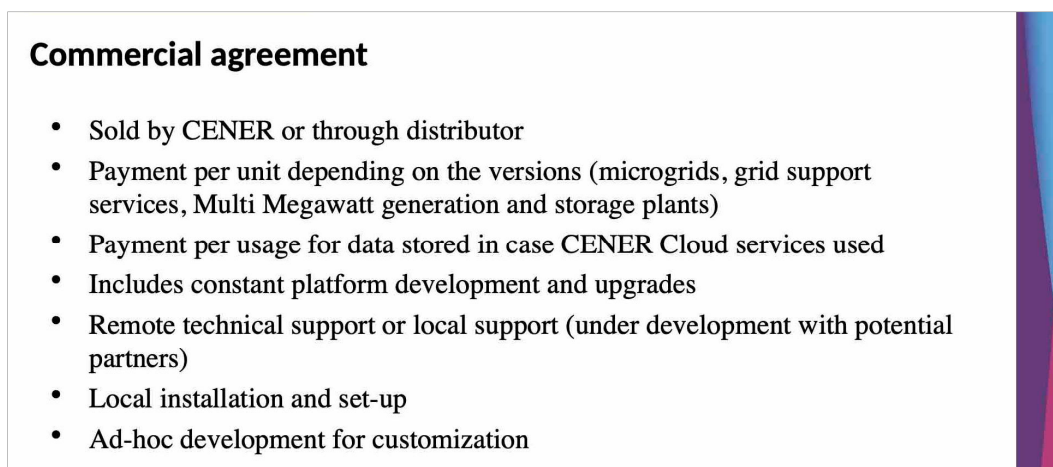 Commercial agreement
• Sold by CENER or through distributor
• Payment per unit depending on the versions (microgrids, grid support
services, Multi Megawatt generation and storage plants)
• Payment per usage for data stored in case CENER Cloud services used
• Includes constant platform development and upgrades
• Remote technical support or local support (under development with potential
partners)
• Local installation and set-up
• Ad-hoc development for customization